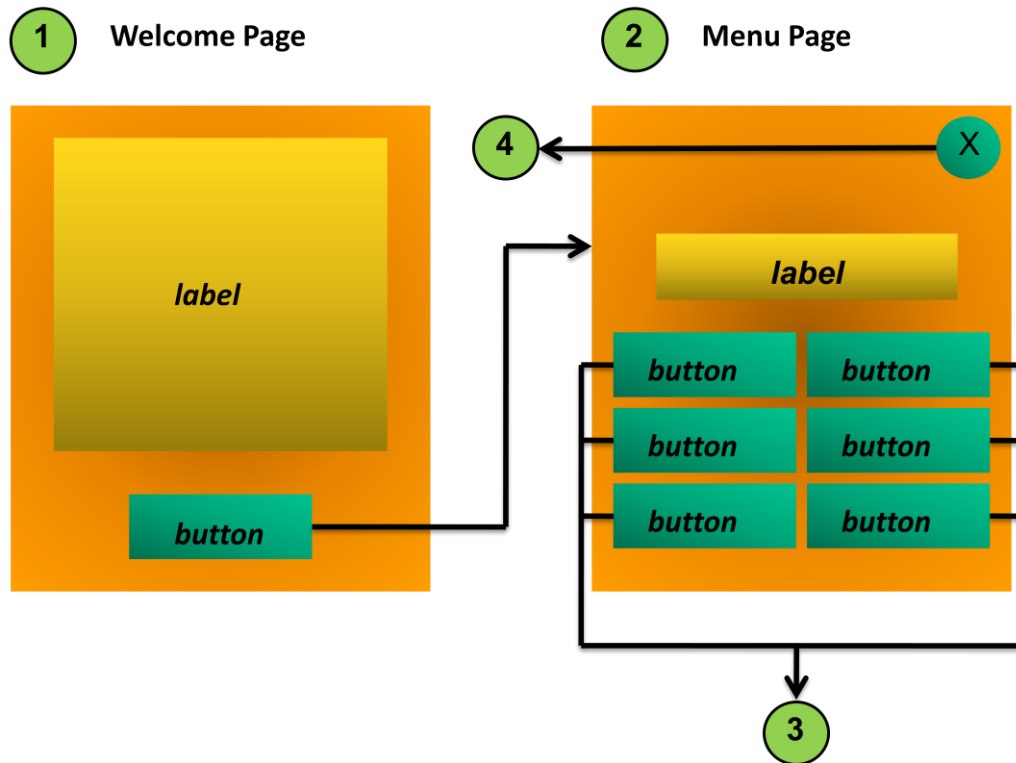 1 Welcome Page
2 Menu Page
4
X
label
label
button button
button button
button button
button
3